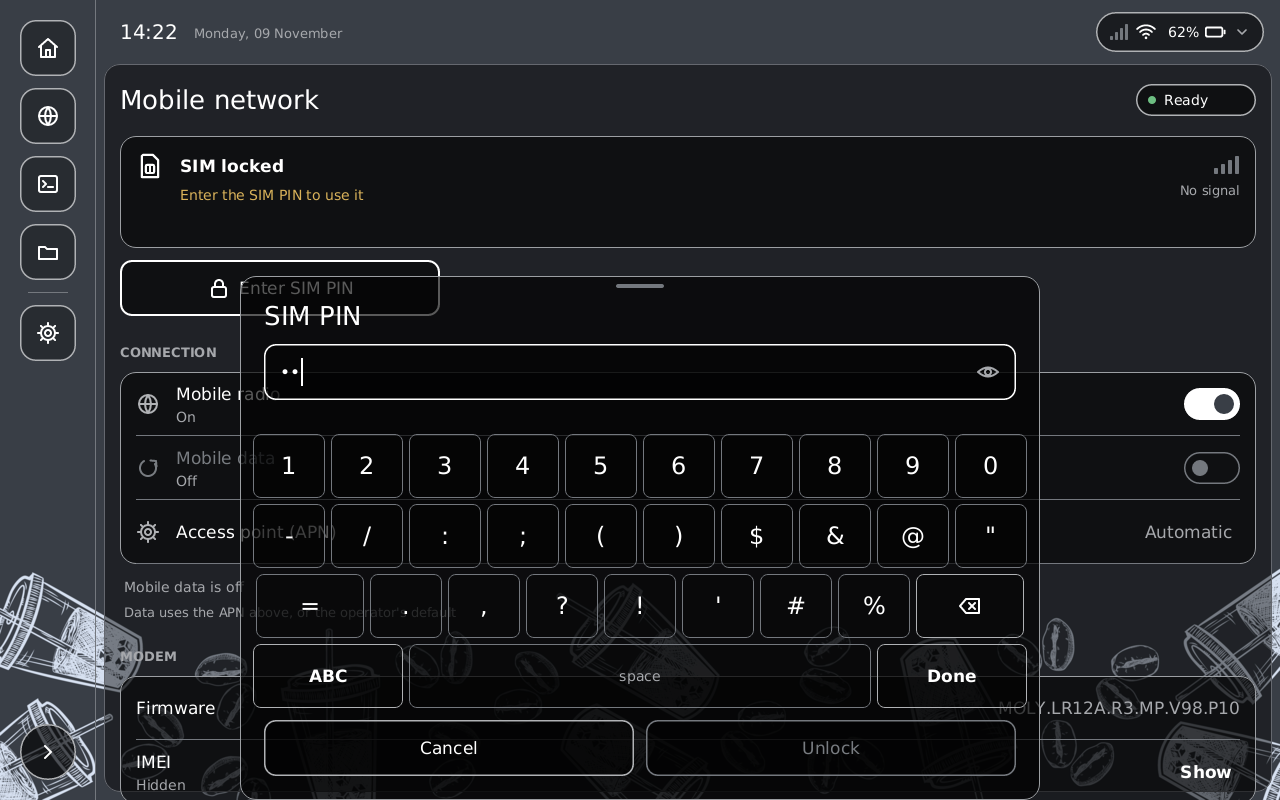 14:22 Monday, 09 November
62%
Mobile network
Ready
SIM locked
Enter the SIM PIN to use it
No signal
Enter SIM PIN
SIM PIN
••
CONNECTION
Mobile radio
On
Mobile data
Off
Access point (APN)
Automatic
Mobile data is off
Data uses the APN above, or the operator's default
1 2 3 4 5 6 7 8 9 0
- / : ; ( ) $ & @ "
= . , ? ! ' # %
ABC space Done
Cancel Unlock
MODEM
Firmware
MOLY.LR12A.R3.MP.V98.P10
IMEI
Hidden
Show